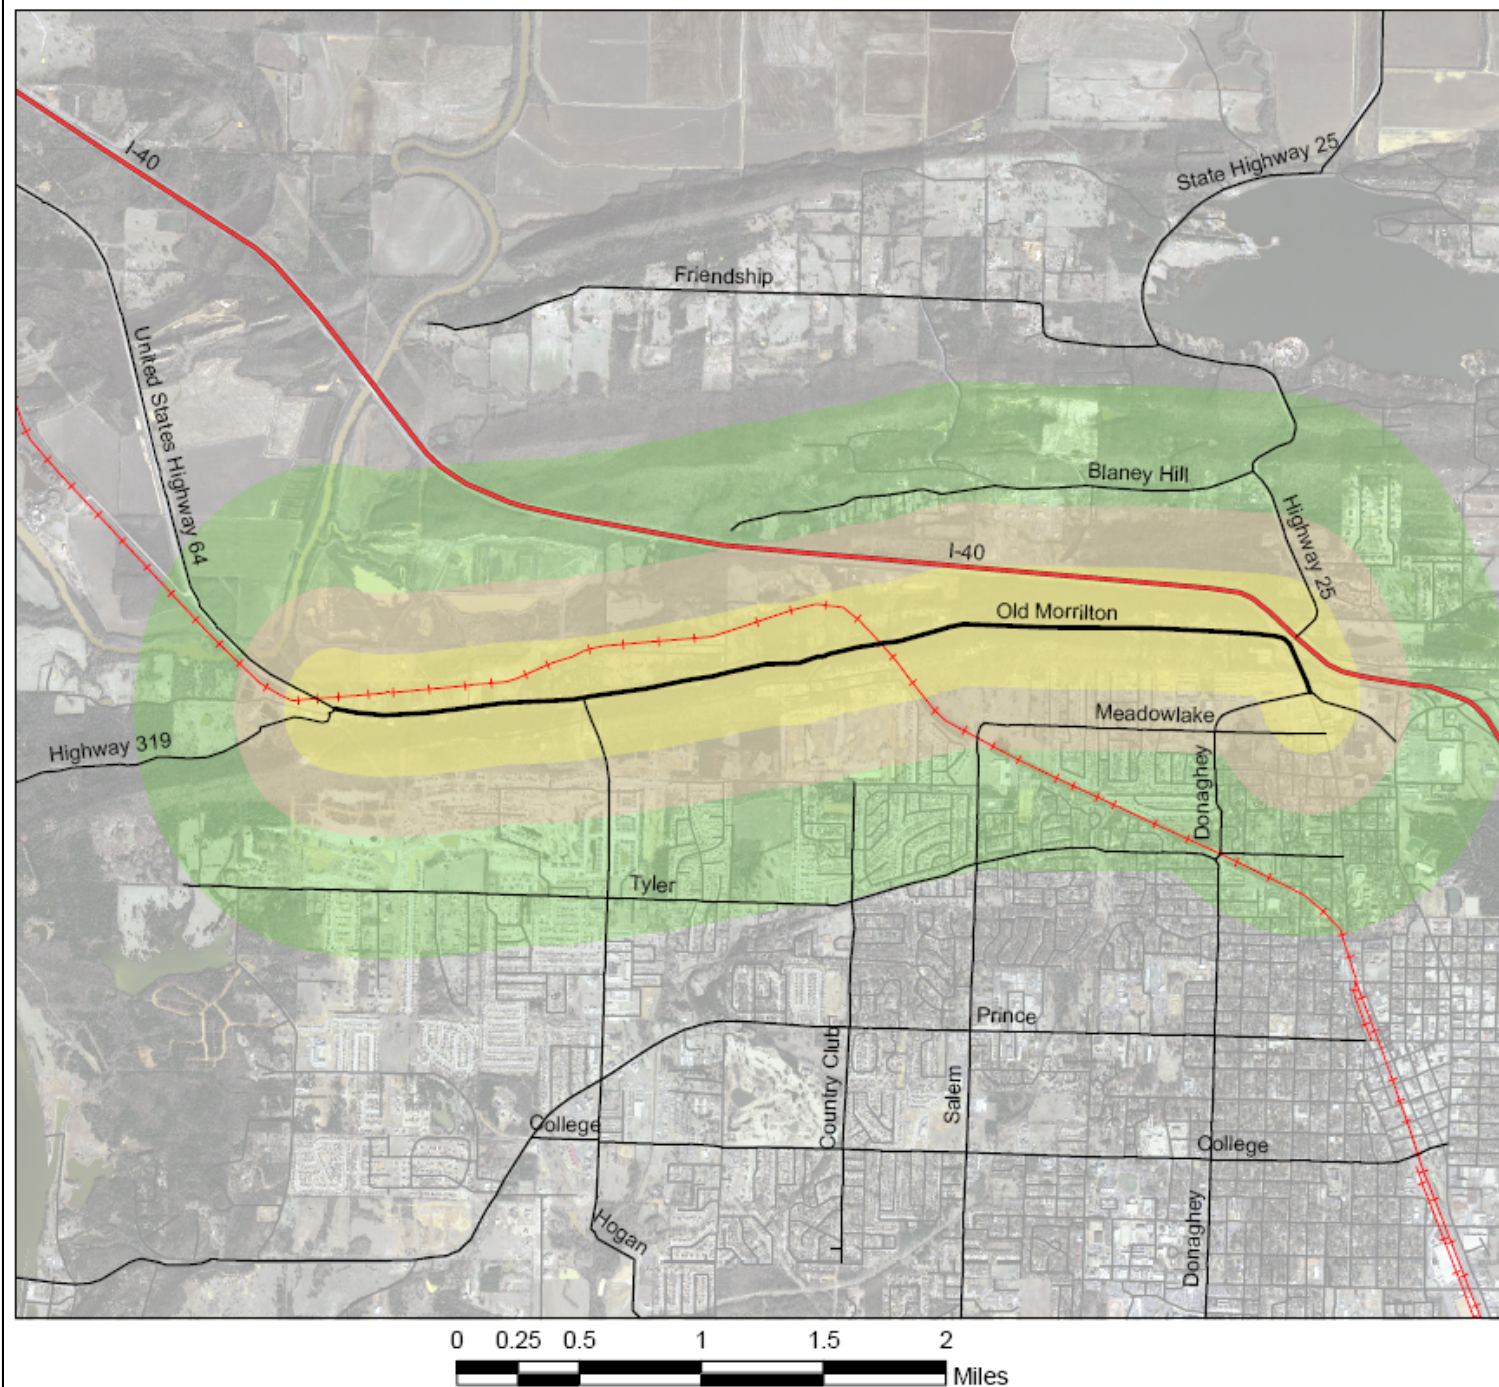 I-40
State Highway 25
Friendship
United States Highway 64
Blaney Hill
Highway 25
I-40
Old Morrilton
Meadowlake
Highway 319
Donaghey
Tyler
Prince
Country Club
Salem
College
College
Donaghey
Hogan
0 0.25 0.5 1 1.5 2
Miles